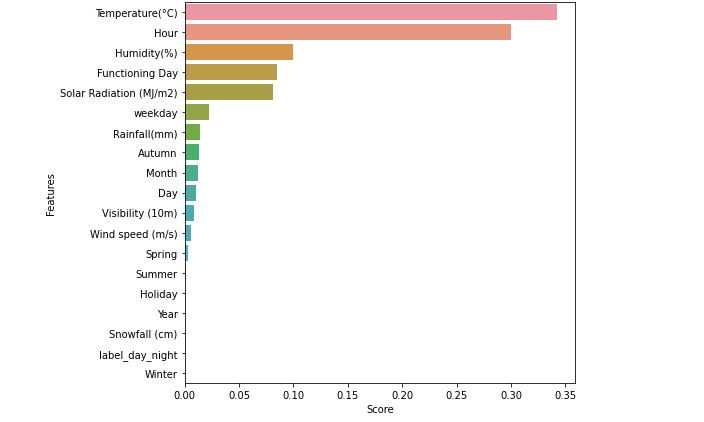 Temperature(°C)
Hour
Humidity(%)
Functioning Day
Solar Radiation (MJ/m2)
weekday
Rainfall(mm)
Autumn
Month
Day
Visibility (10m)
Wind speed (m/s)
Spring
Summer
Holiday
Year
Snowfall (cm)
label_day_night
Winter
Features
0.00 0.05 0.10 0.15 0.20 0.25 0.30 0.35
Score